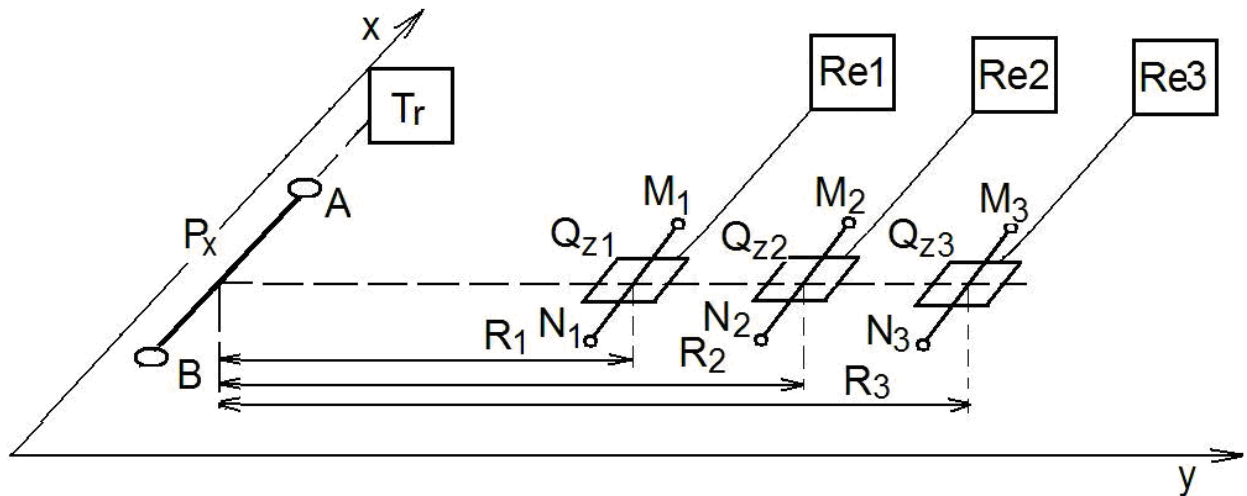 x
Tr
Re1
Re2
Re3
A
M1
M2
M3
Px
Qz1
Qz2
Qz3
N1
N2
N3
B
R1
R2
R3
y